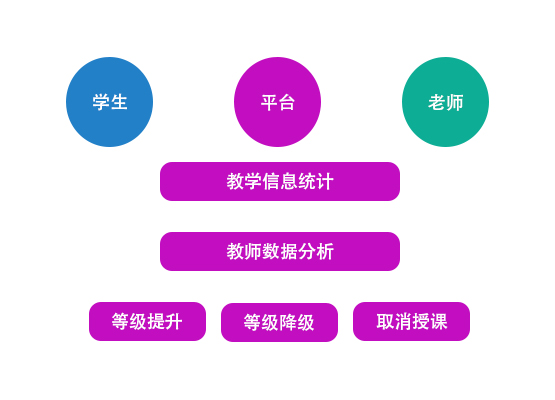 学生
平台
老师
教学信息统计
教师数据分析
等级提升
等级降级
取消授课